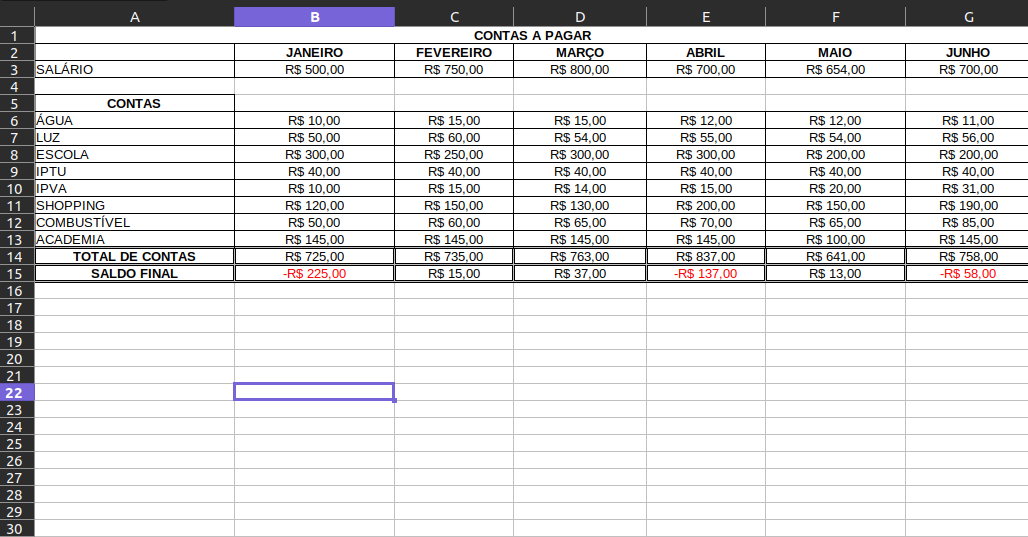 A B C D E F G
1 CONTAS A PAGAR
2 JANEIRO FEVEREIRO MARÇO ABRIL MAIO JUNHO
3 SALÁRIO R$ 500,00 R$ 750,00 R$ 800,00 R$ 700,00 R$ 654,00 R$ 700,00
4
5 CONTAS
6 ÁGUA R$ 10,00 R$ 15,00 R$ 15,00 R$ 12,00 R$ 12,00 R$ 11,00
7 LUZ R$ 50,00 R$ 60,00 R$ 54,00 R$ 55,00 R$ 54,00 R$ 56,00
8 ESCOLA R$ 300,00 R$ 250,00 R$ 300,00 R$ 300,00 R$ 200,00 R$ 200,00
9 IPTU R$ 40,00 R$ 40,00 R$ 40,00 R$ 40,00 R$ 40,00 R$ 40,00
10 IPVA R$ 10,00 R$ 15,00 R$ 14,00 R$ 15,00 R$ 20,00 R$ 31,00
11 SHOPPING R$ 120,00 R$ 150,00 R$ 130,00 R$ 200,00 R$ 150,00 R$ 190,00
12 COMBUSTÍVEL R$ 50,00 R$ 60,00 R$ 65,00 R$ 70,00 R$ 65,00 R$ 85,00
13 ACADEMIA R$ 145,00 R$ 145,00 R$ 145,00 R$ 145,00 R$ 100,00 R$ 145,00
14 TOTAL DE CONTAS R$ 725,00 R$ 735,00 R$ 763,00 R$ 837,00 R$ 641,00 R$ 758,00
15 SALDO FINAL -R$ 225,00 R$ 15,00 R$ 37,00 -R$ 137,00 R$ 13,00 -R$ 58,00
16
17
18
19
20
21
22
23
24
25
26
27
28
29
30